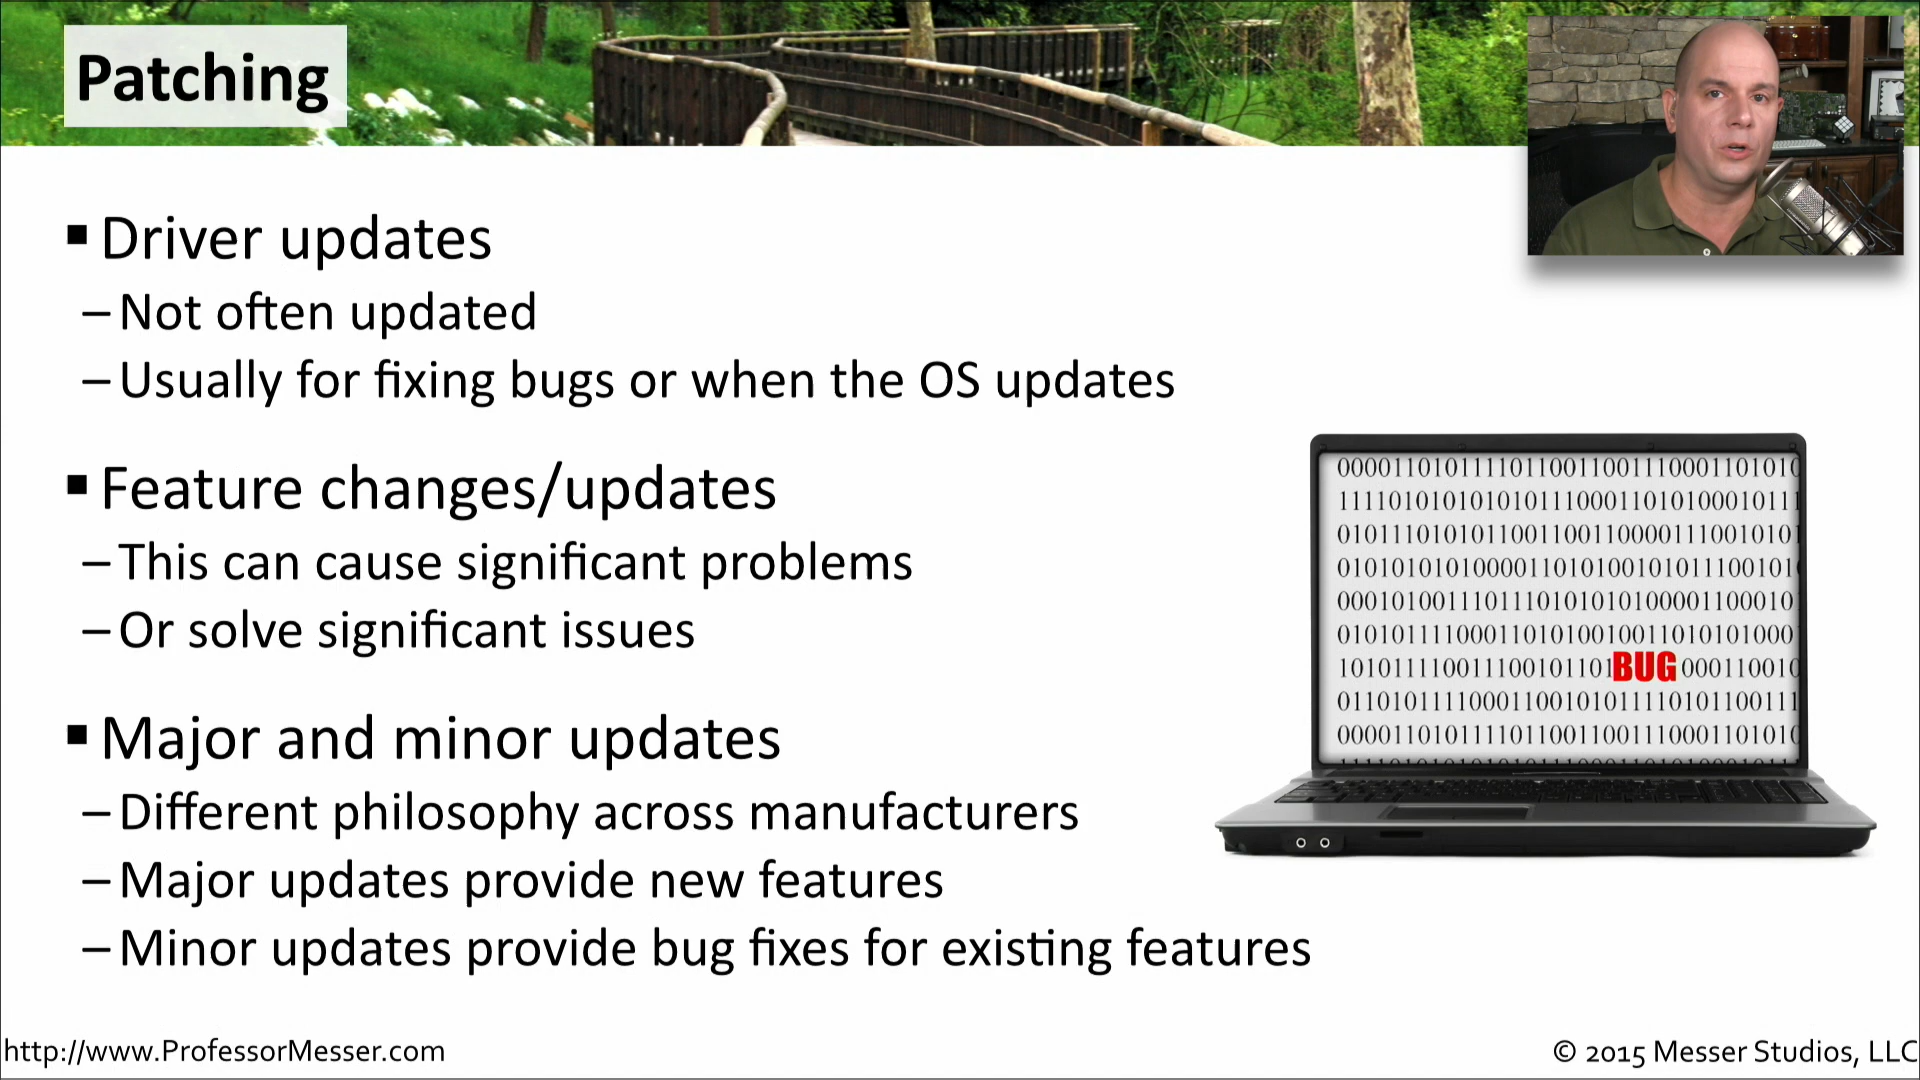 Patching
▪ Driver updates
– Not often updated
– Usually for fixing bugs or when the OS updates
▪ Feature changes/updates
– This can cause significant problems
– Or solve significant issues
▪ Major and minor updates
– Different philosophy across manufacturers
– Major updates provide new features
– Minor updates provide bug fixes for existing features
BUG
http://www.ProfessorMesser.com
© 2015 Messer Studios, LLC